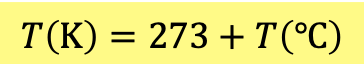 T(K) = 273 + T(°C)